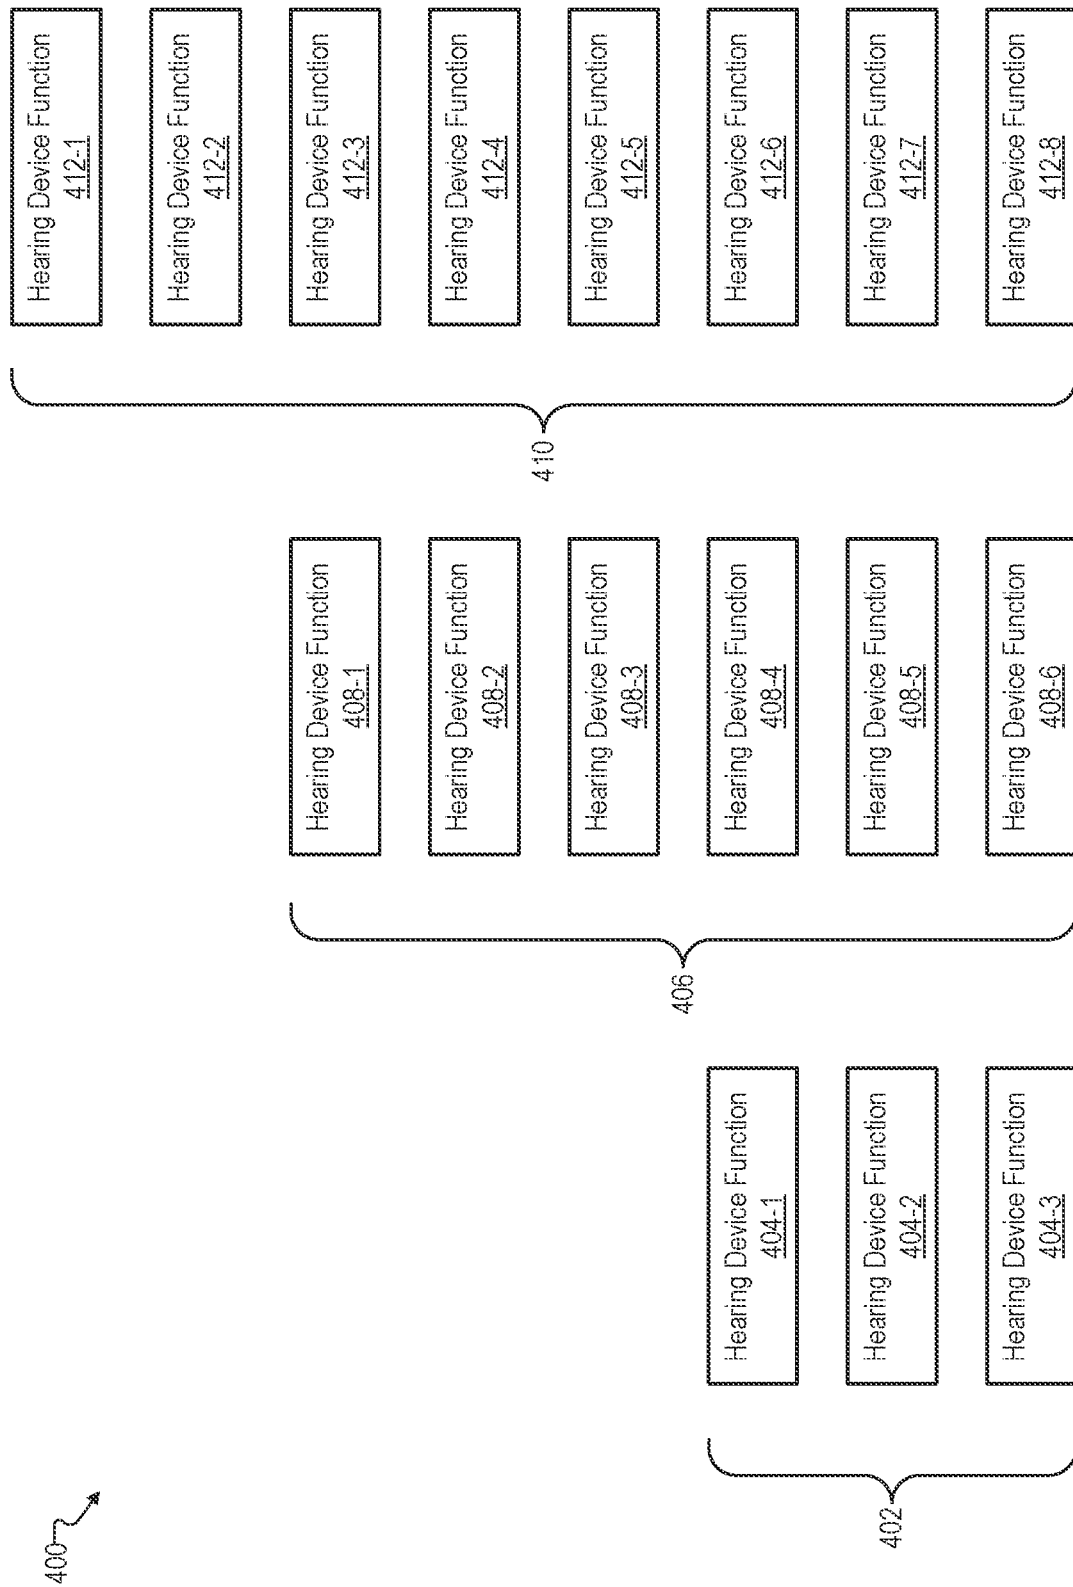 400
402
Hearing Device Function
404-1
Hearing Device Function
404-2
Hearing Device Function
404-3
406
Hearing Device Function
408-1
Hearing Device Function
408-2
Hearing Device Function
408-3
Hearing Device Function
408-4
Hearing Device Function
408-5
Hearing Device Function
408-6
410
Hearing Device Function
412-1
Hearing Device Function
412-2
Hearing Device Function
412-3
Hearing Device Function
412-4
Hearing Device Function
412-5
Hearing Device Function
412-6
Hearing Device Function
412-7
Hearing Device Function
412-8